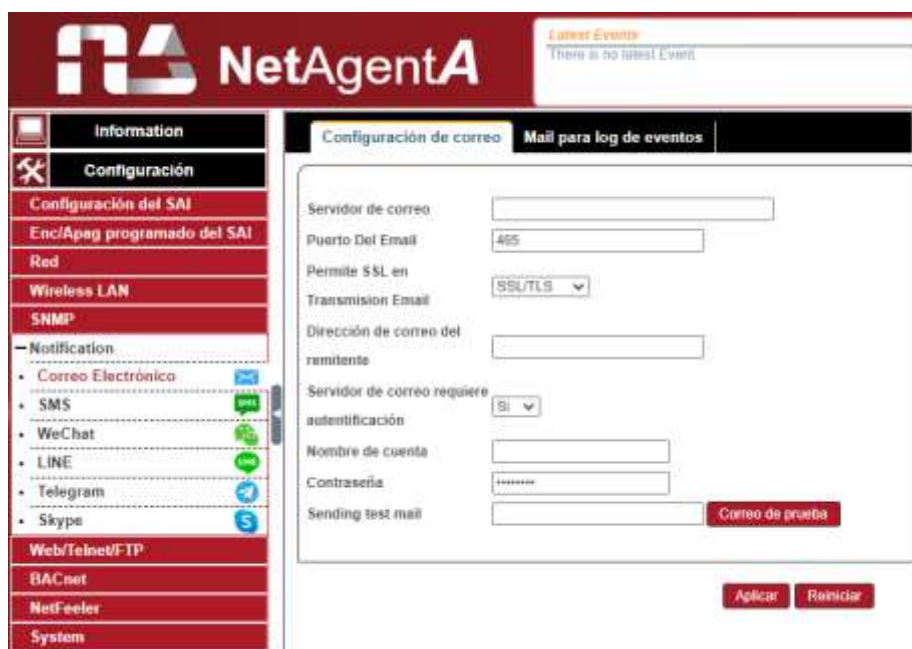 NetAgentA
Latest Events
There is no latest Event.
Information
Configuración
Configuración del SAI
Enc/Apag programado del SAI
Red
Wireless LAN
SNMP
Notification
Correo Electrónico
SMS
WeChat
LINE
Telegram
Skype
Web/Telnet/FTP
BACnet
NetFeeler
System
Configuración de correo
Mail para log de eventos
Servidor de correo
Puerto Del Email
465
Permite SSL en
Transmision Email
SSL/TLS
Dirección de correo del
remitente
Servidor de correo requiere
autentificación
Si
Nombre de cuenta
Contraseña
Sending test mail
Correo de prueba
Aplicar
Reiniciar